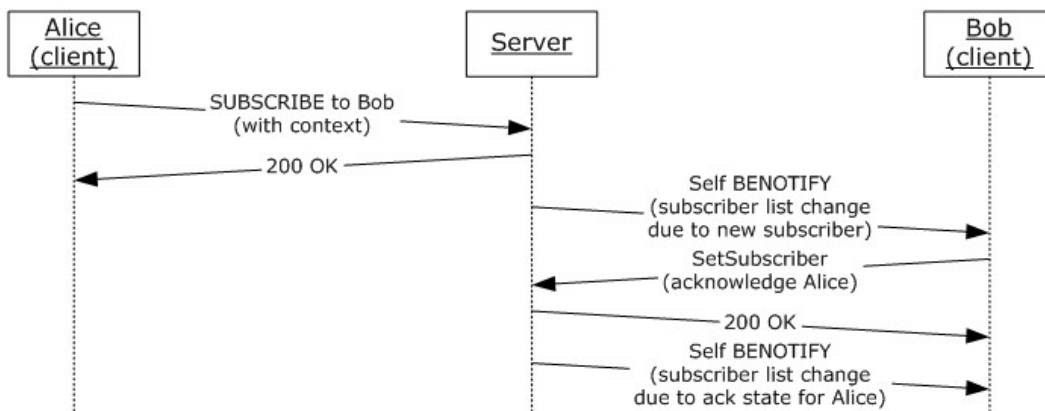 Alice
(client)
Server
Bob
(client)
SUBSCRIBE to Bob
(with context)
200 OK
Self BENOTIFY
(subscriber list change
due to new subscriber)
SetSubscriber
(acknowledge Alice)
200 OK
Self BENOTIFY
(subscriber list change
due to ack state for Alice)